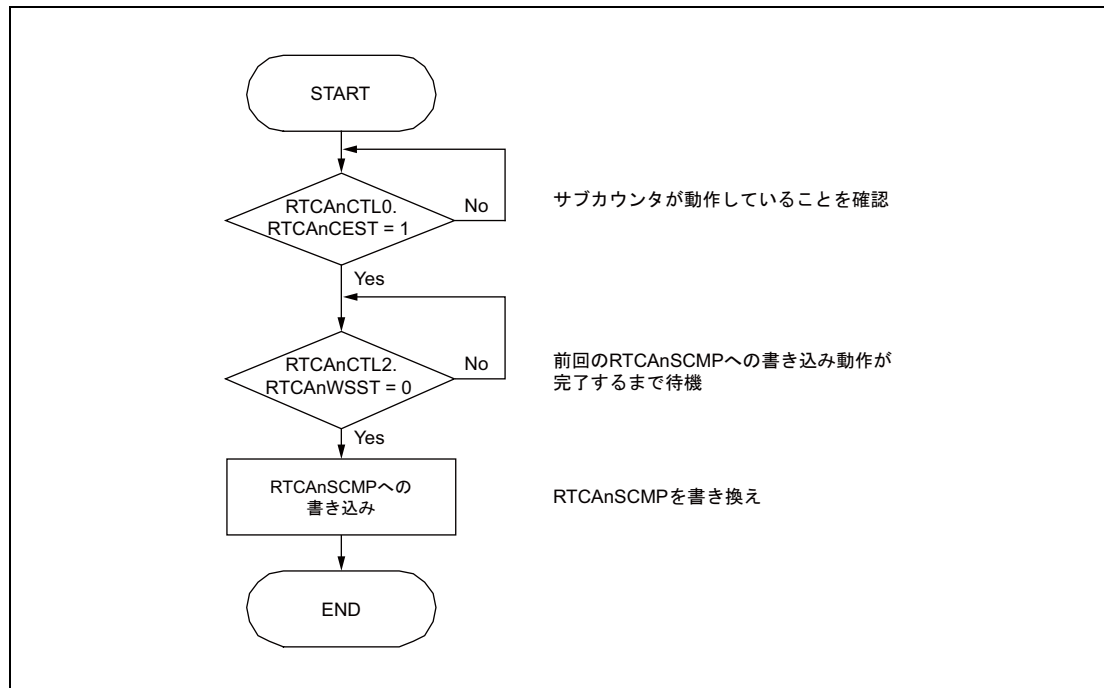 START
RTCAnCTL0.
RTCAnCEST = 1
No
サブカウンタが動作していることを確認
Yes
RTCAnCTL2.
RTCAnWSST = 0
No
前回のRTCAnSCMPへの書き込み動作が
完了するまで待機
Yes
RTCAnSCMPへの
書き込み
RTCAnSCMPを書き換え
END